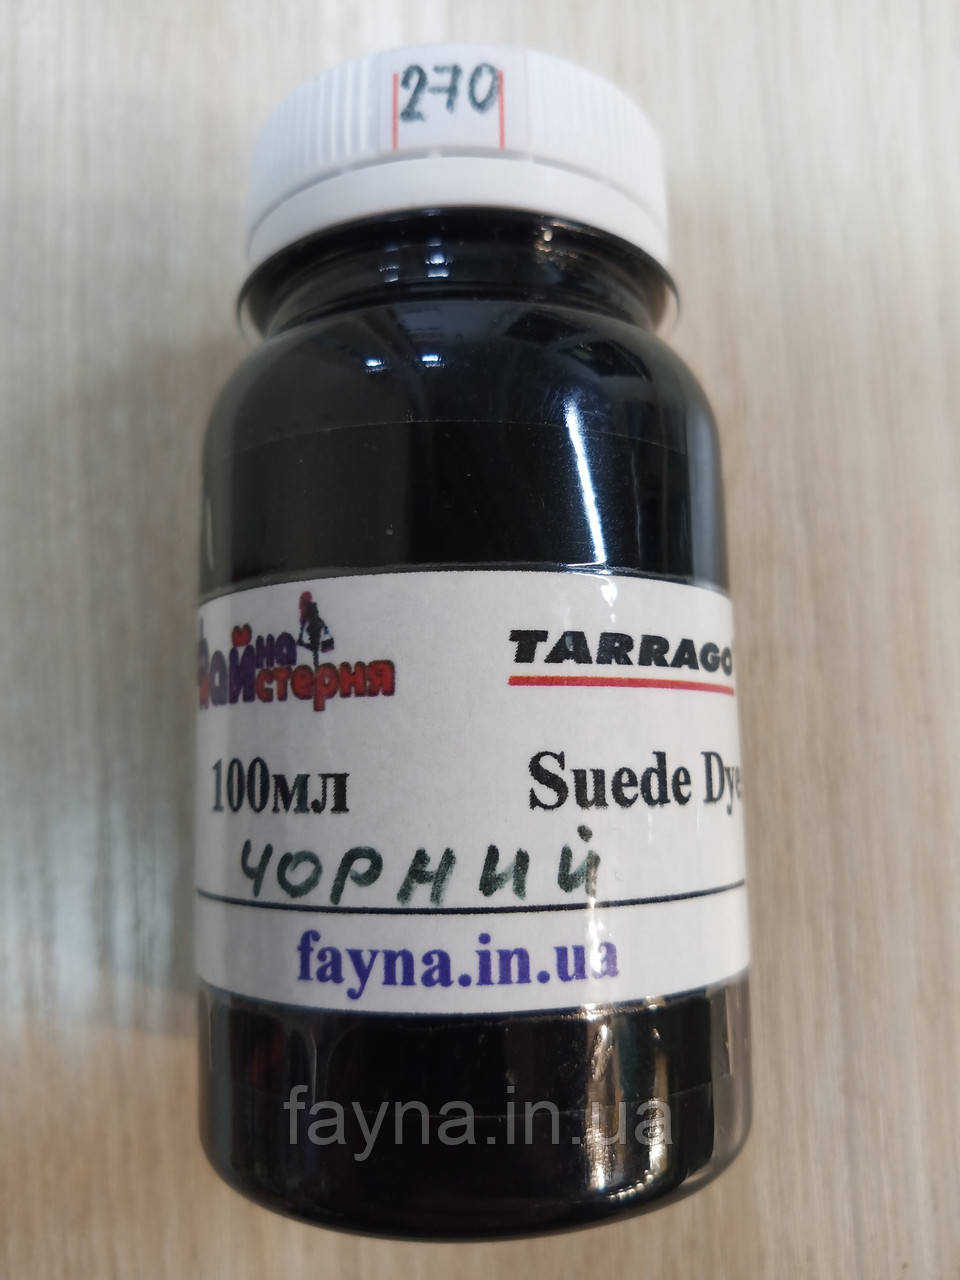 270
Файна
майстерня
TARRAGO
100мл
Suede Dye
чорний
fayna.in.ua
fayna.in.ua